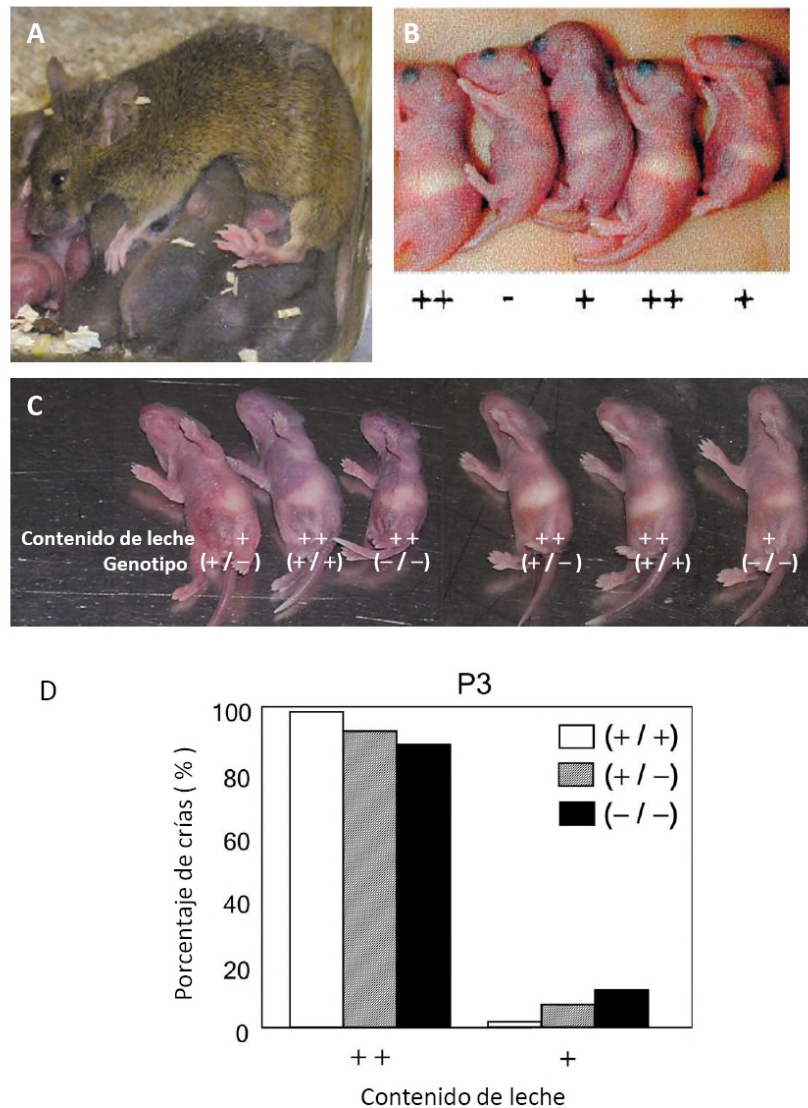 A
B
++ - + ++ +
C
Contenido de leche + ++ ++ ++ ++ +
Genotipo (+/−) (+/+) (−/−) (+/−) (+/+) (−/−)
D
P3
Porcentaje de crías ( % )
100
80
60
40
20
0
(+ / +)
(+ / −)
(− / −)
+ + +
Contenido de leche